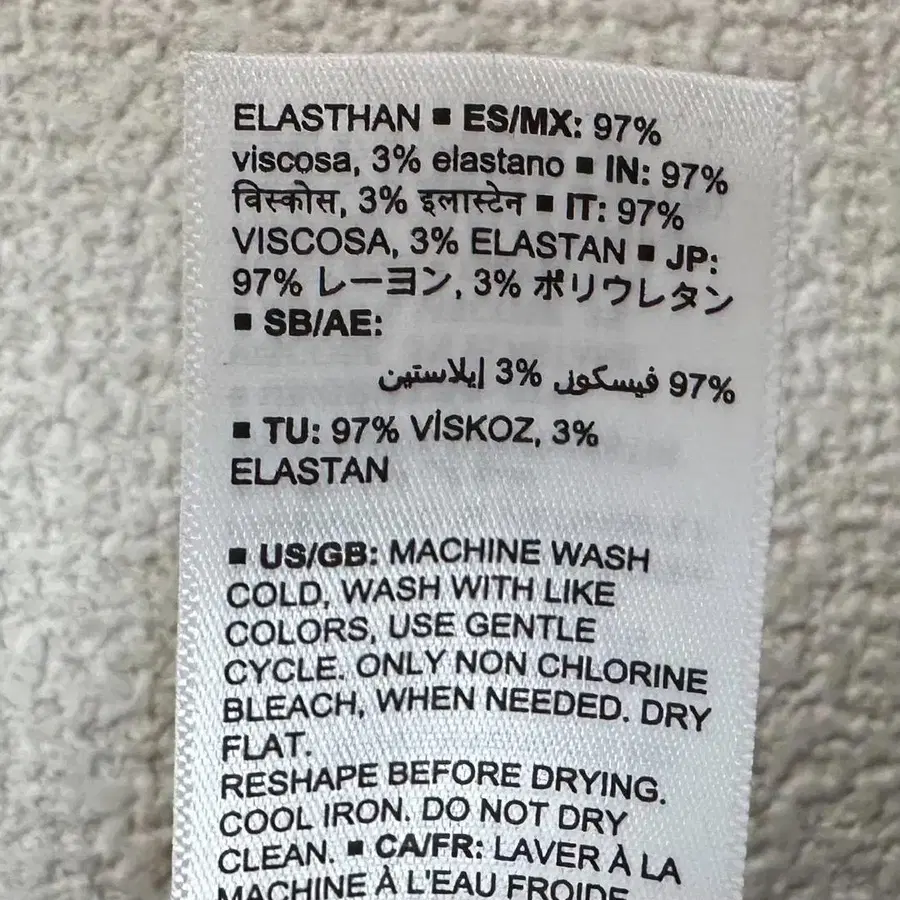 ELASTHAN ▪ ES/MX: 97%
viscosa, 3% elastano ▪ IN: 97%
विस्कोस, 3% इलास्टेन ▪ IT: 97%
VISCOSA, 3% ELASTAN ▪ JP:
97% レーヨン, 3% ポリウレタン
▪ SB/AE:
97% فيسكوز 3% إيلاستين
▪ TU: 97% VİSKOZ, 3%
ELASTAN
▪ US/GB: MACHINE WASH
COLD, WASH WITH LIKE
COLORS, USE GENTLE
CYCLE. ONLY NON CHLORINE
BLEACH, WHEN NEEDED. DRY
FLAT.
RESHAPE BEFORE DRYING.
COOL IRON. DO NOT DRY
CLEAN. ▪ CA/FR: LAVER À LA
MACHINE À L'EAU FROIDE